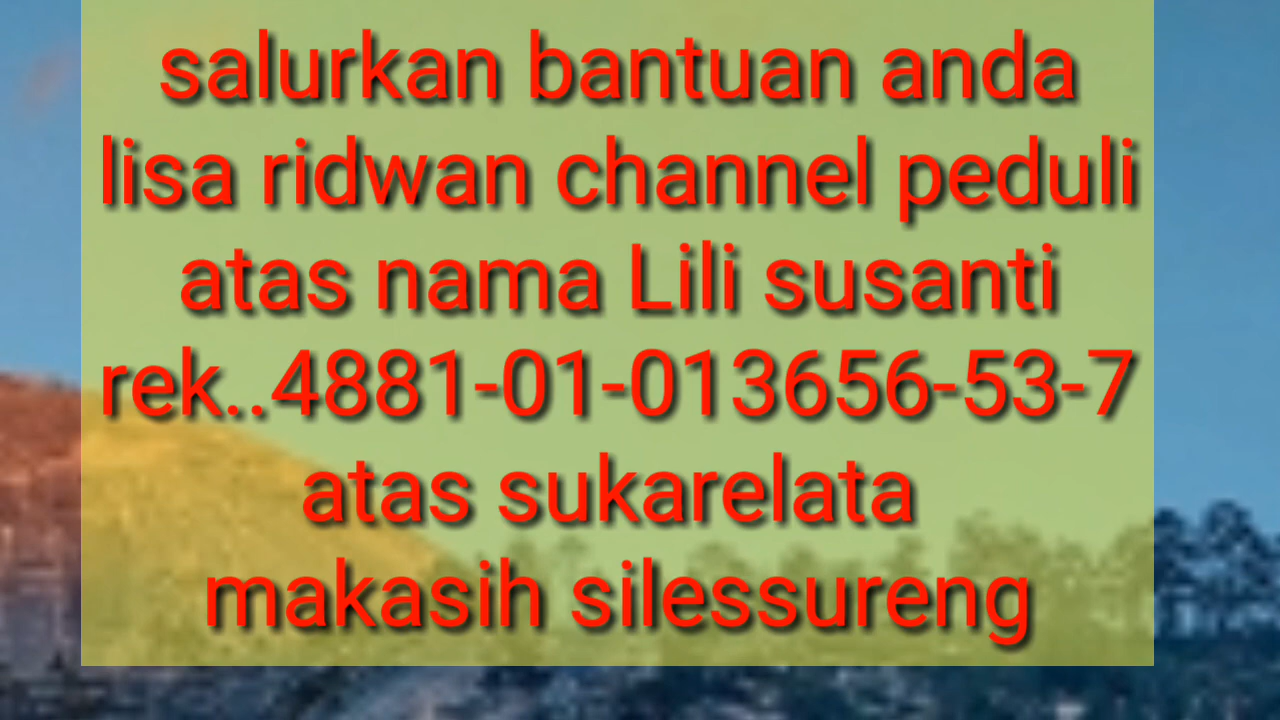 salurkan bantuan anda
lisa ridwan channel peduli
atas nama Lili susanti
rek..4881-01-013656-53-7
atas sukarelata
makasih silessureng